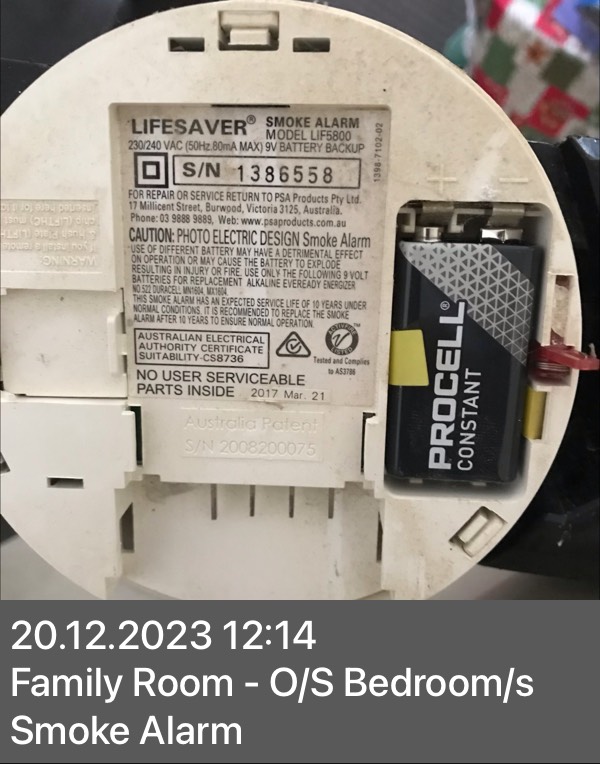 LIFESAVER® SMOKE ALARM
MODEL LIF5800
230/240 VAC (50Hz.80mA MAX) 9V BATTERY BACKUP
S/N 1386558
1398-7102-02
FOR REPAIR OR SERVICE RETURN TO PSA Products Pty Ltd.
17 Millicent Street, Burwood, Victoria 3125, Australia.
Phone: 03 9888 9889, Web: www.psaproducts.com.au
CAUTION: PHOTO ELECTRIC DESIGN Smoke Alarm
USE OF DIFFERENT BATTERY MAY HAVE A DETRIMENTAL EFFECT
ON OPERATION OR MAY CAUSE THE BATTERY TO EXPLODE
RESULTING IN INJURY OR FIRE. USE ONLY THE FOLLOWING 9 VOLT
BATTERIES FOR REPLACEMENT ALKALINE EVEREADY ENERGIZER
NO.522 DURACELL MN1604, MX1604
THIS SMOKE ALARM HAS AN EXPECTED SERVICE LIFE OF 10 YEARS UNDER
NORMAL CONDITIONS. IT IS RECOMMENDED TO REPLACE THE SMOKE
ALARM AFTER 10 YEARS TO ENSURE NORMAL OPERATION.
AUSTRALIAN ELECTRICAL
AUTHORITY CERTIFICATE
SUITABILITY-CS8736
Tested and Complies
to AS3786
NO USER SERVICEABLE
PARTS INSIDE 2017 Mar. 21
Australia Patent
S/N 2008200075
PROCELL®
CONSTANT
20.12.2023 12:14
Family Room - O/S Bedroom/s
Smoke Alarm